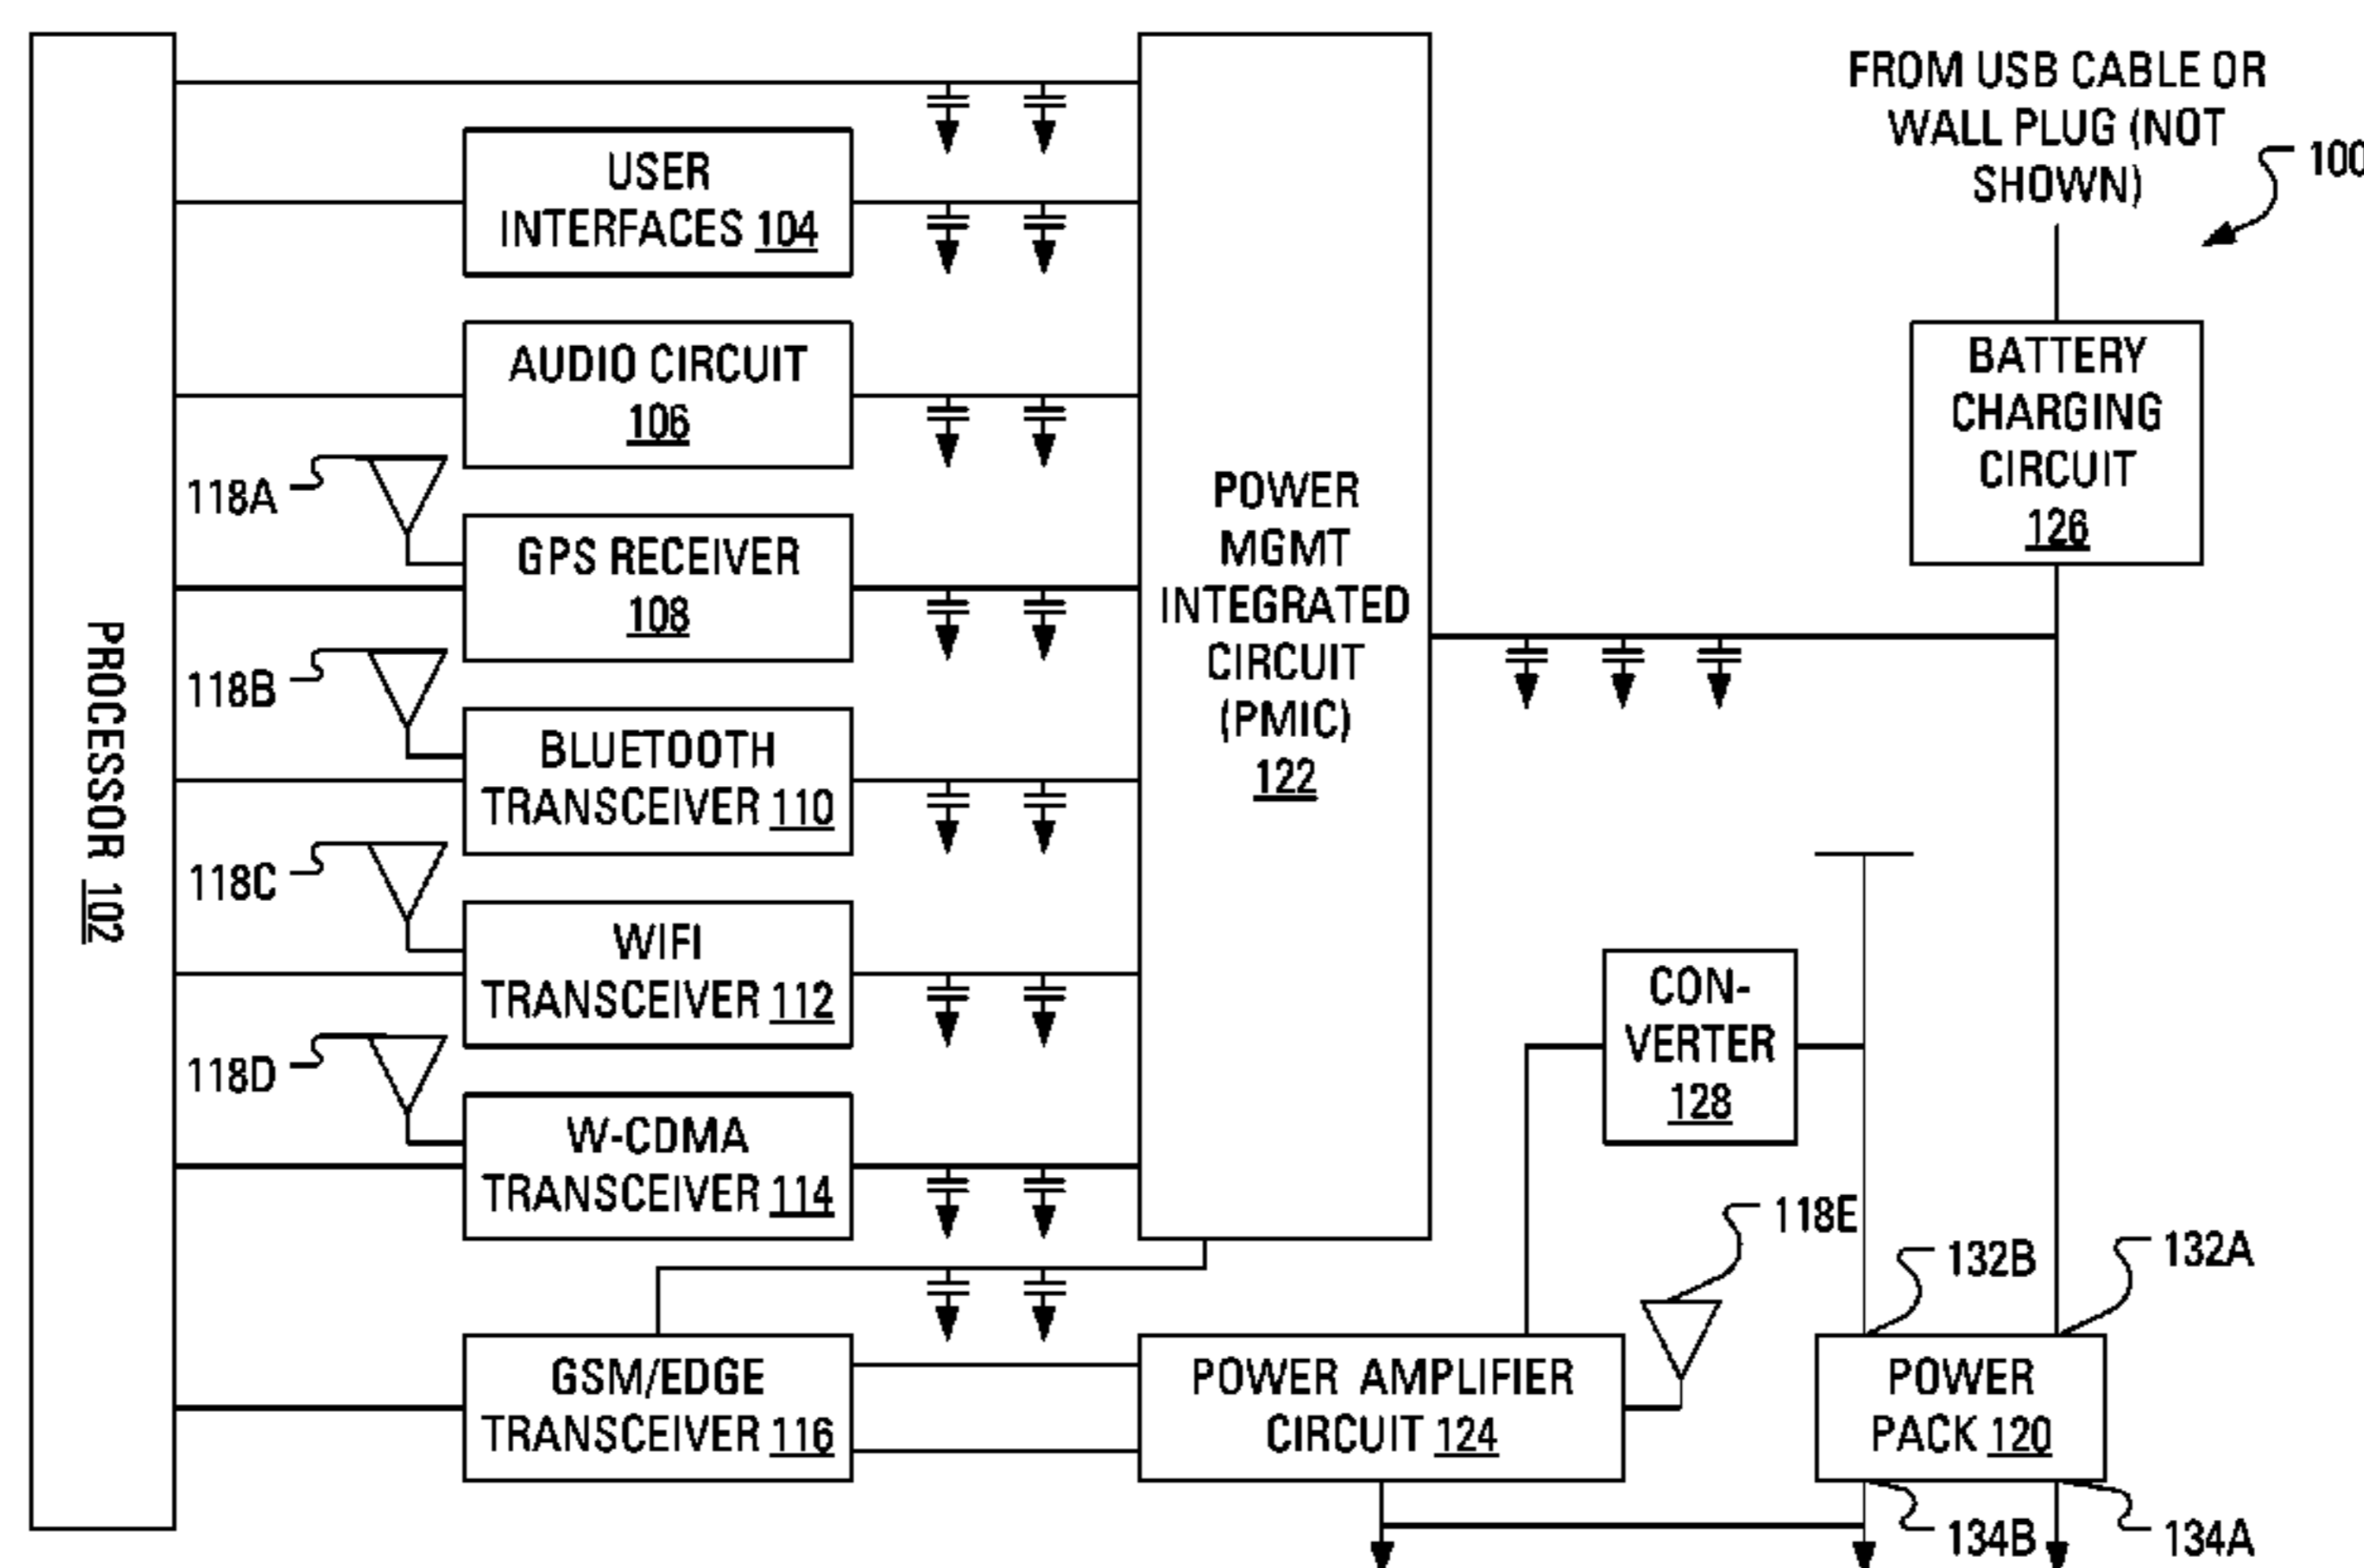 FROM USB CABLE OR
WALL PLUG (NOT
SHOWN)
100
USER
INTERFACES 104
AUDIO CIRCUIT
106
118A
GPS RECEIVER
108
118B
BLUETOOTH
TRANSCEIVER 110
118C
WIFI
TRANSCEIVER 112
118D
W-CDMA
TRANSCEIVER 114
GSM/EDGE
TRANSCEIVER 116
PROCESSOR 102
POWER
MGMT
INTEGRATED
CIRCUIT
(PMIC)
122
BATTERY
CHARGING
CIRCUIT
126
CON-
VERTER
128
118E
132B
132A
POWER AMPLIFIER
CIRCUIT 124
POWER
PACK 120
134B
134A